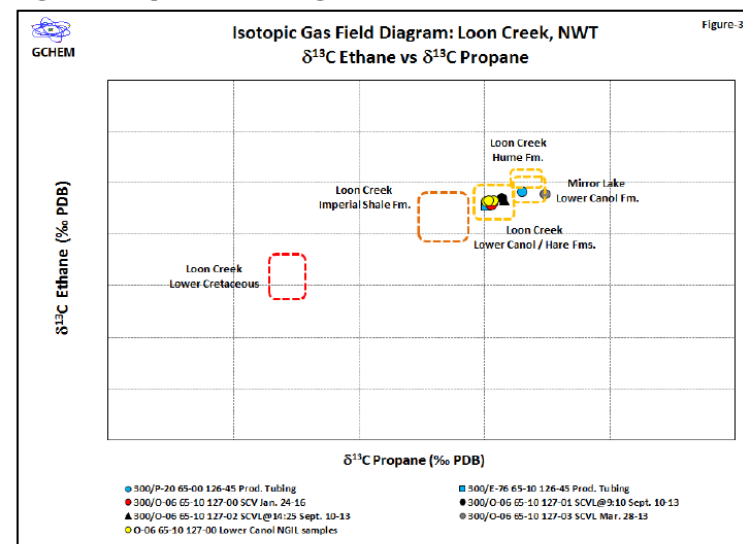 Figure-3
GCHEM
Isotopic Gas Field Diagram: Loon Creek, NWT
δ13C Ethane vs δ13C Propane
δ13C Ethane (‰ PDB)
Loon Creek
Hume Fm.
Mirror Lake
Lower Canol Fm.
Loon Creek
Imperial Shale Fm.
Loon Creek
Lower Canol / Hare Fms.
Loon Creek
Lower Cretaceous
δ13C Propane (‰ PDB)
300/P-20 65-00 126-45 Prod. Tubing
300/E-76 65-10 126-45 Prod. Tubing
300/O-06 65-10 127-00 SCV Jan. 24-16
300/O-06 65-10 127-01 SCVL@9:10 Sept. 10-13
300/O-06 65-10 127-02 SCVL@14:25 Sept. 10-13
300/O-06 65-10 127-03 SCVL Mar. 28-13
O-06 65-10 127-00 Lower Canol NGIL samples